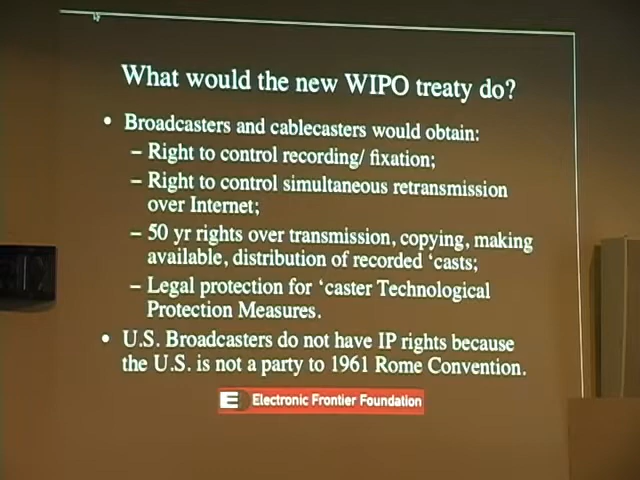 What would the new WIPO treaty do?
• Broadcasters and cablecasters would obtain:
– Right to control recording/ fixation;
– Right to control simultaneous retransmission
over Internet;
– 50 yr rights over transmission, copying, making
available, distribution of recorded 'casts;
– Legal protection for 'caster Technological
Protection Measures.
• U.S. Broadcasters do not have IP rights because
the U.S. is not a party to 1961 Rome Convention.
E Electronic Frontier Foundation